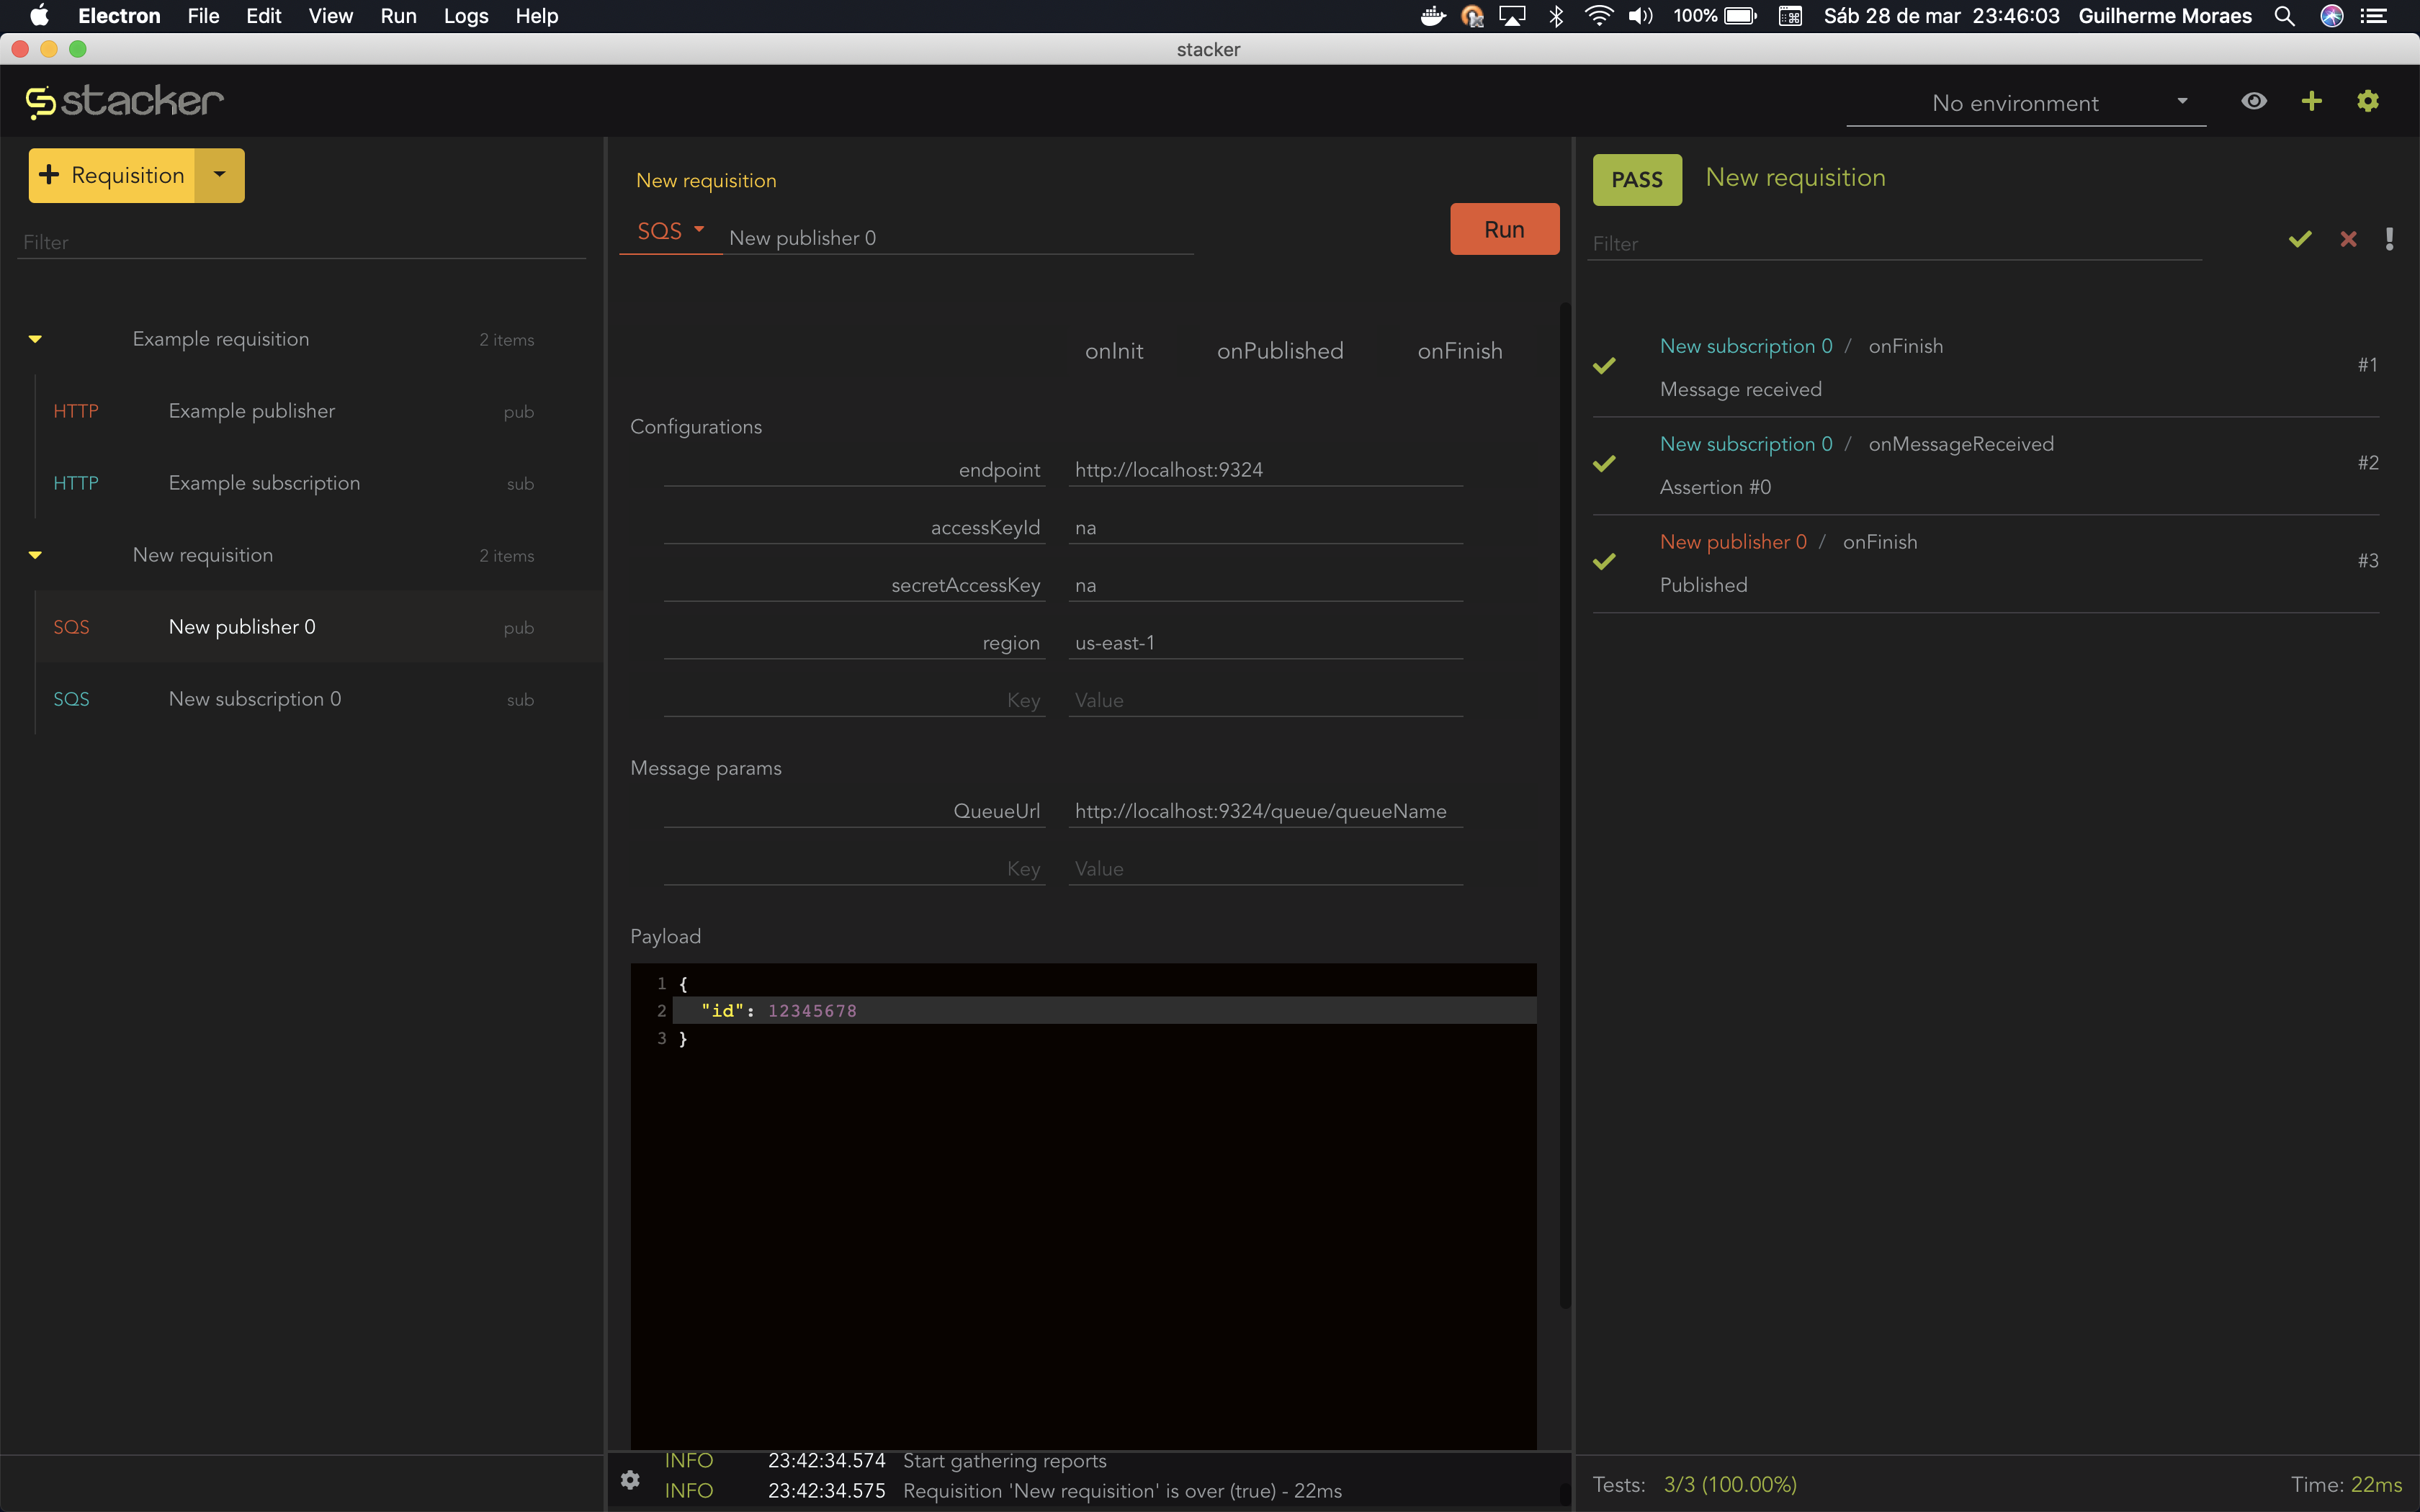 Electron File Edit View Run Logs Help 100% Sáb 28 de mar 23:46:03 Guilherme Moraes
stacker
stacker
No environment
Requisition
Filter
Example requisition 2 items
HTTP Example publisher pub
HTTP Example subscription sub
New requisition 2 items
SQS New publisher 0 pub
SQS New subscription 0 sub
New requisition
SQS New publisher 0 Run
onInit onPublished onFinish
Configurations
endpoint http://localhost:9324
accessKeyId na
secretAccessKey na
region us-east-1
Key Value
Message params
QueueUrl http://localhost:9324/queue/queueName
Key Value
Payload
1 {
2 "id": 12345678
3 }
INFO 23:42:34.574 Start gathering reports
INFO 23:42:34.575 Requisition 'New requisition' is over (true) - 22ms
PASS New requisition
Filter
New subscription 0 / onFinish
#1
Message received
New subscription 0 / onMessageReceived
#2
Assertion #0
New publisher 0 / onFinish
#3
Published
Tests: 3/3 (100.00%) Time: 22ms